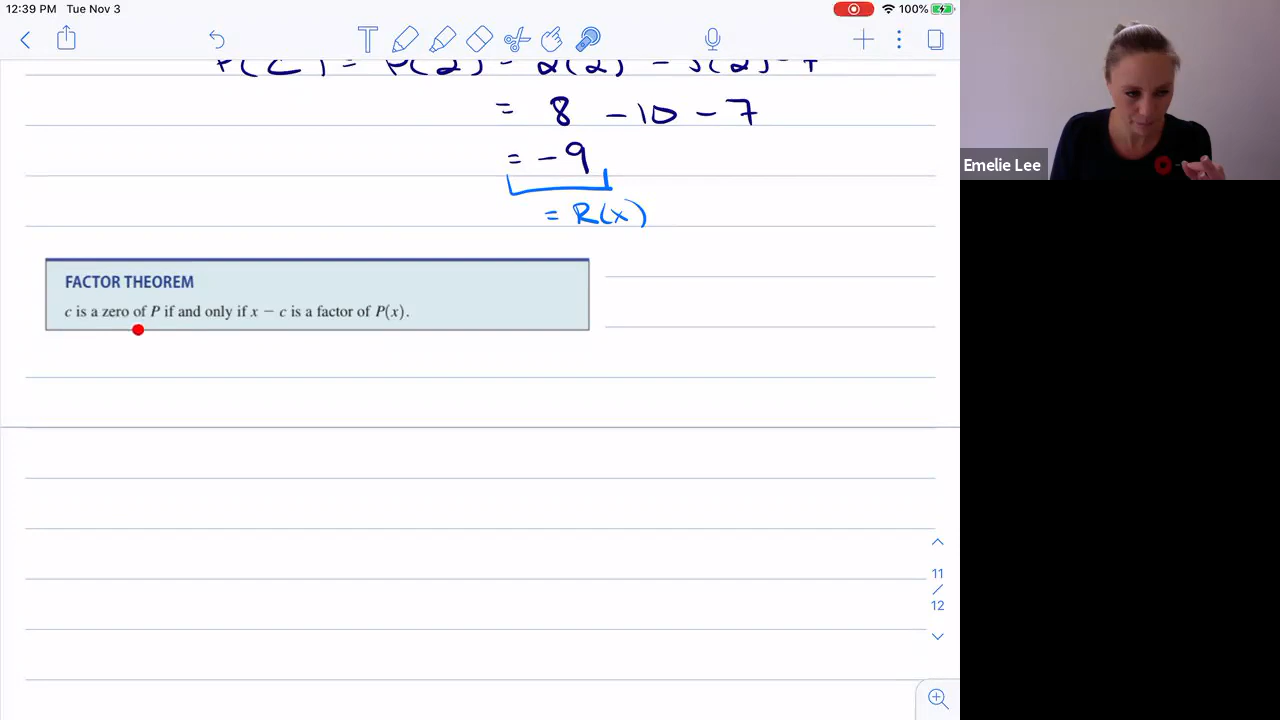 12:39 PM Tue Nov 3
100%
= 8 - 10 - 7
= -9
= R(x)
Emelie Lee
FACTOR THEOREM
c is a zero of P if and only if x − c is a factor of P(x).
11
/
12